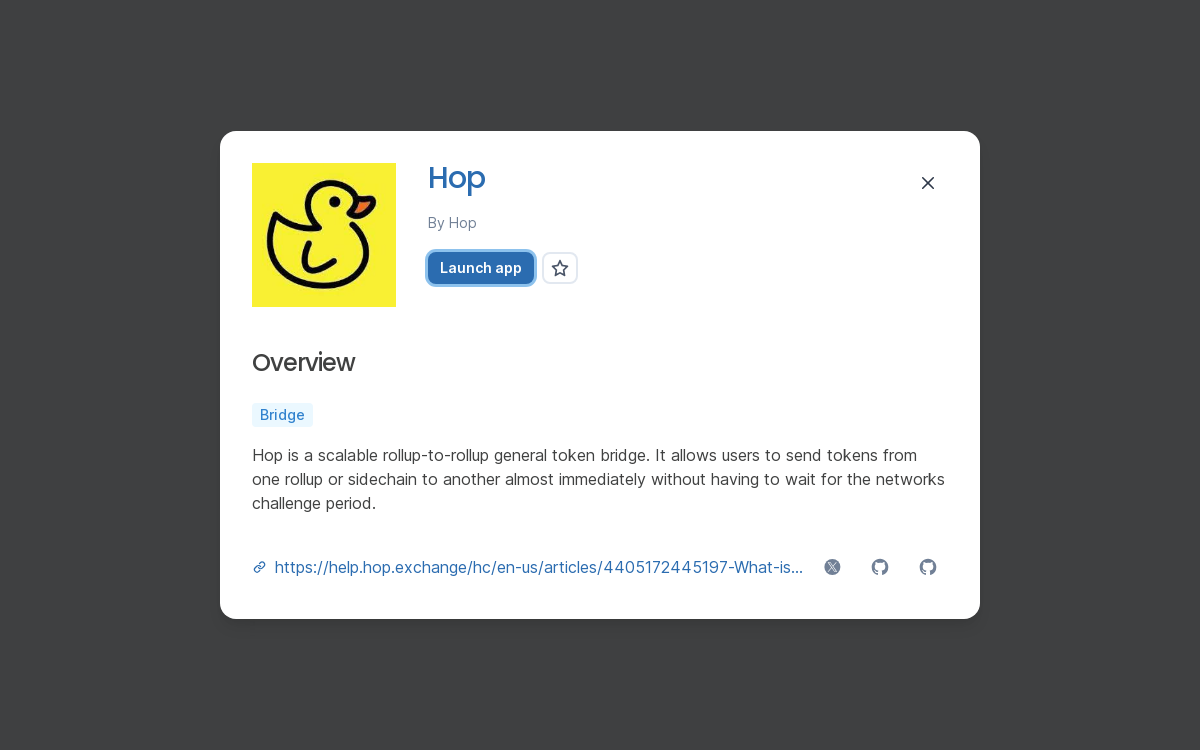 Hop
By Hop
Launch app
Overview
Bridge
Hop is a scalable rollup-to-rollup general token bridge. It allows users to send tokens from
one rollup or sidechain to another almost immediately without having to wait for the networks
challenge period.
https://help.hop.exchange/hc/en-us/articles/4405172445197-What-is...